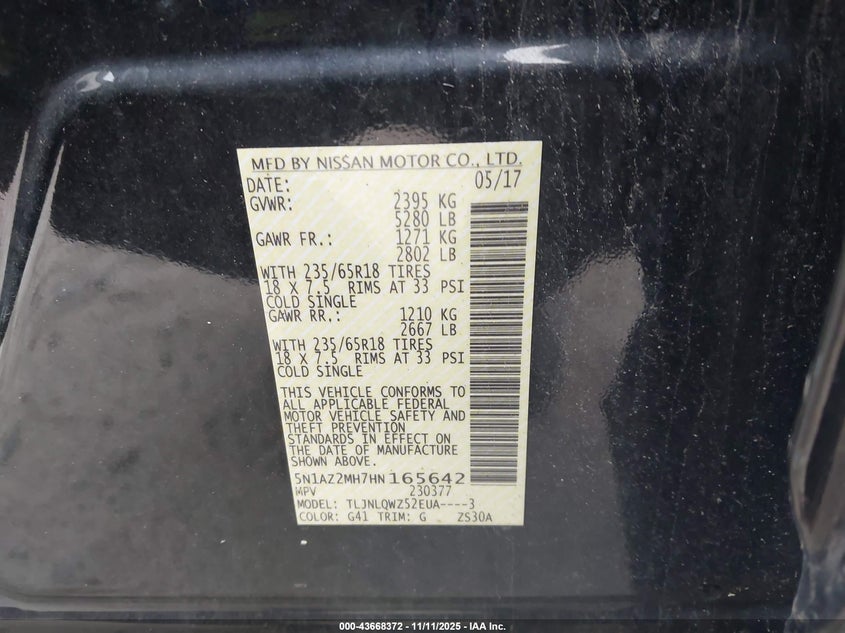 MFD BY NISSAN MOTOR CO., LTD.
DATE: 05/17
GVWR: 2395 KG
5280 LB
GAWR FR.: 1271 KG
2802 LB
WITH 235/65R18 TIRES
18 X 7.5 RIMS AT 33 PSI
COLD SINGLE
GAWR RR.: 1210 KG
2667 LB
WITH 235/65R18 TIRES
18 X 7.5 RIMS AT 33 PSI
COLD SINGLE
THIS VEHICLE CONFORMS TO
ALL APPLICABLE FEDERAL
MOTOR VEHICLE SAFETY AND
THEFT PREVENTION
STANDARDS IN EFFECT ON
THE DATE OF MANUFACTURE
SHOWN ABOVE.
5N1AZ2MH7HN165642
MPV 230377
MODEL: TLJNLQWZ52EUA----3
COLOR: G41 TRIM: G ZS30A
000-43668372 - 11/11/2025 - IAA Inc.